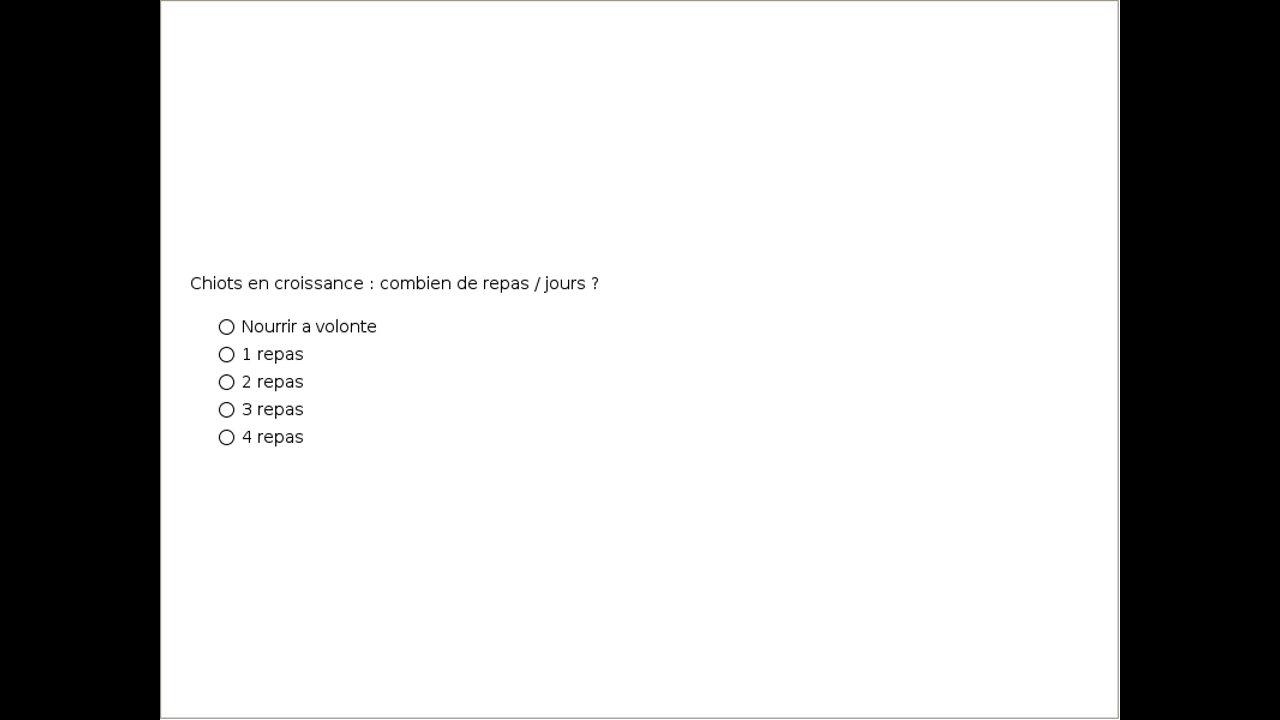 Chiots en croissance : combien de repas / jours ?
Nourrir a volonte
1 repas
2 repas
3 repas
4 repas